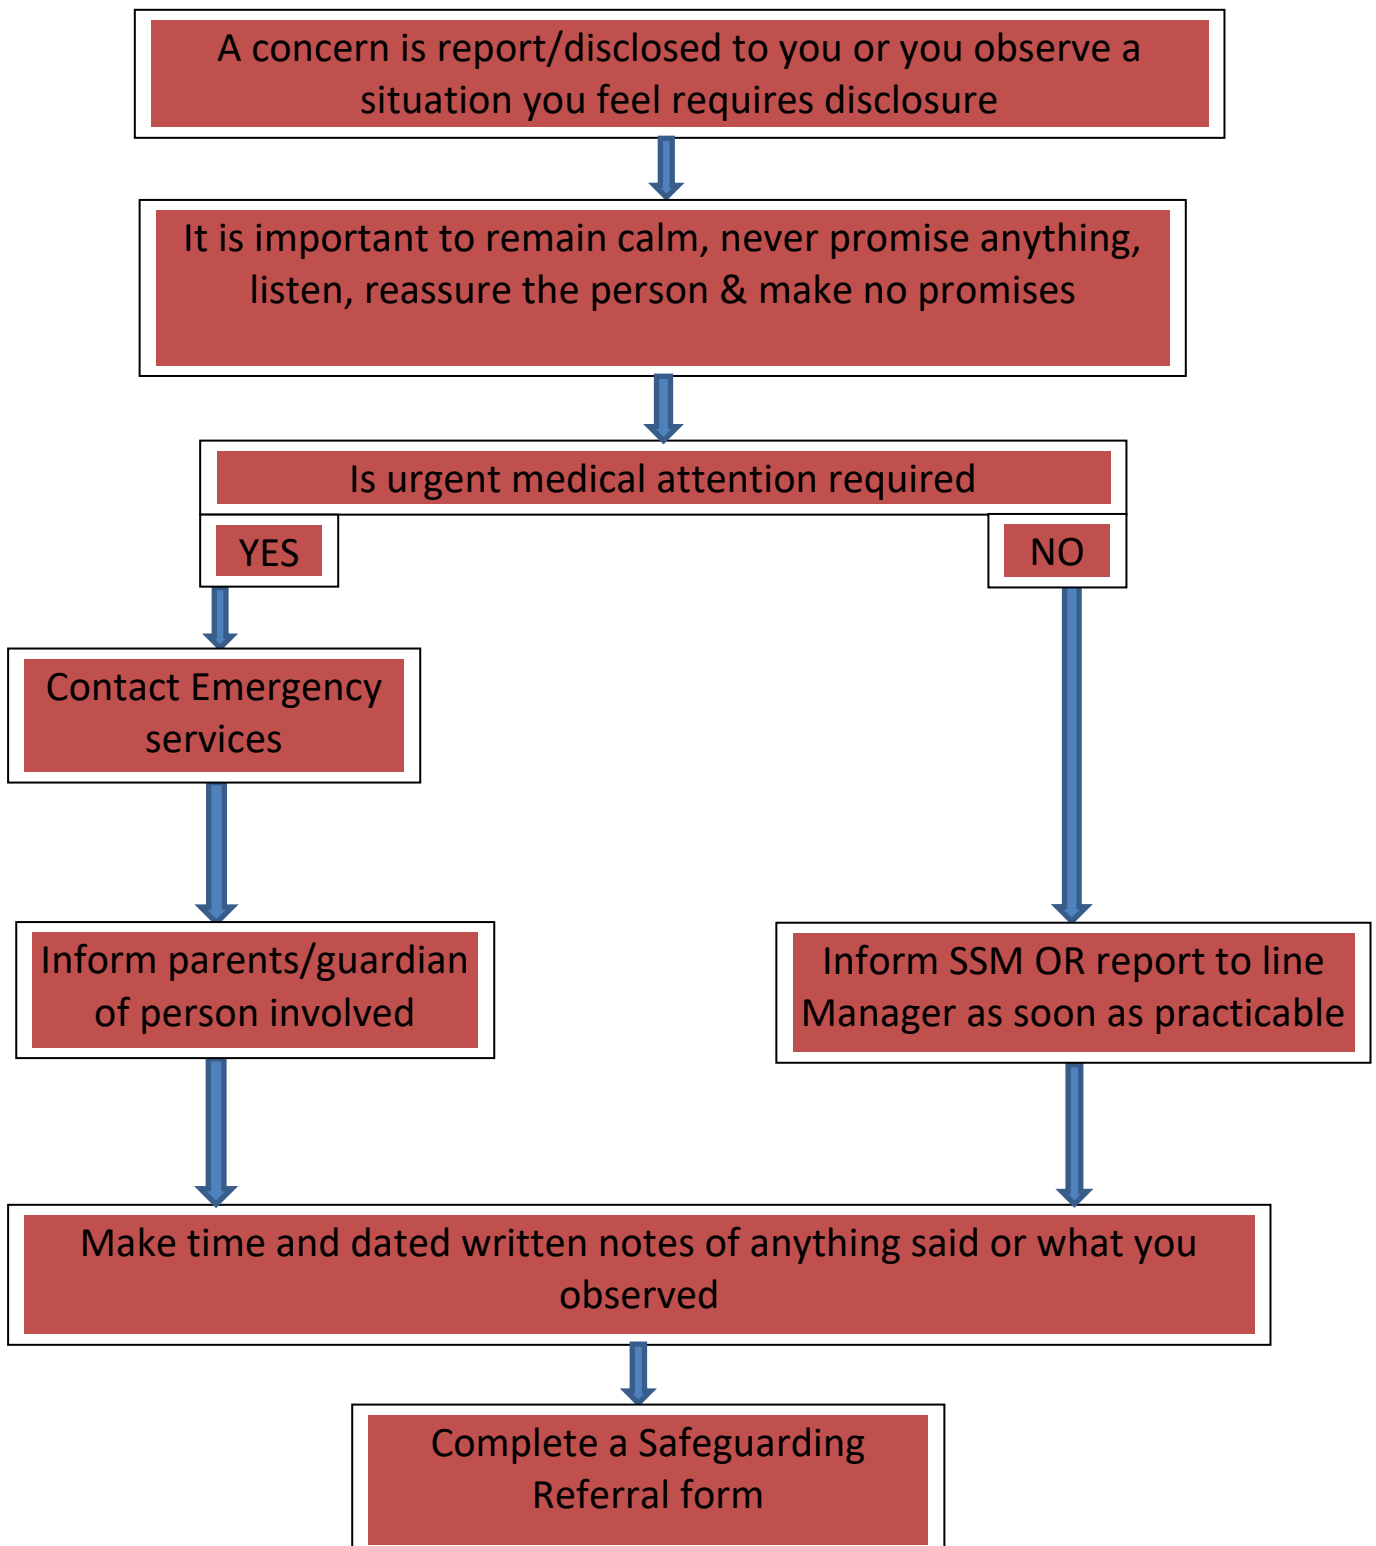 A concern is report/disclosed to you or you observe a
situation you feel requires disclosure
It is important to remain calm, never promise anything,
listen, reassure the person & make no promises
Is urgent medical attention required
YES
NO
Contact Emergency
services
Inform parents/guardian
of person involved
Inform SSM OR report to line
Manager as soon as practicable
Make time and dated written notes of anything said or what you
observed
Complete a Safeguarding
Referral form